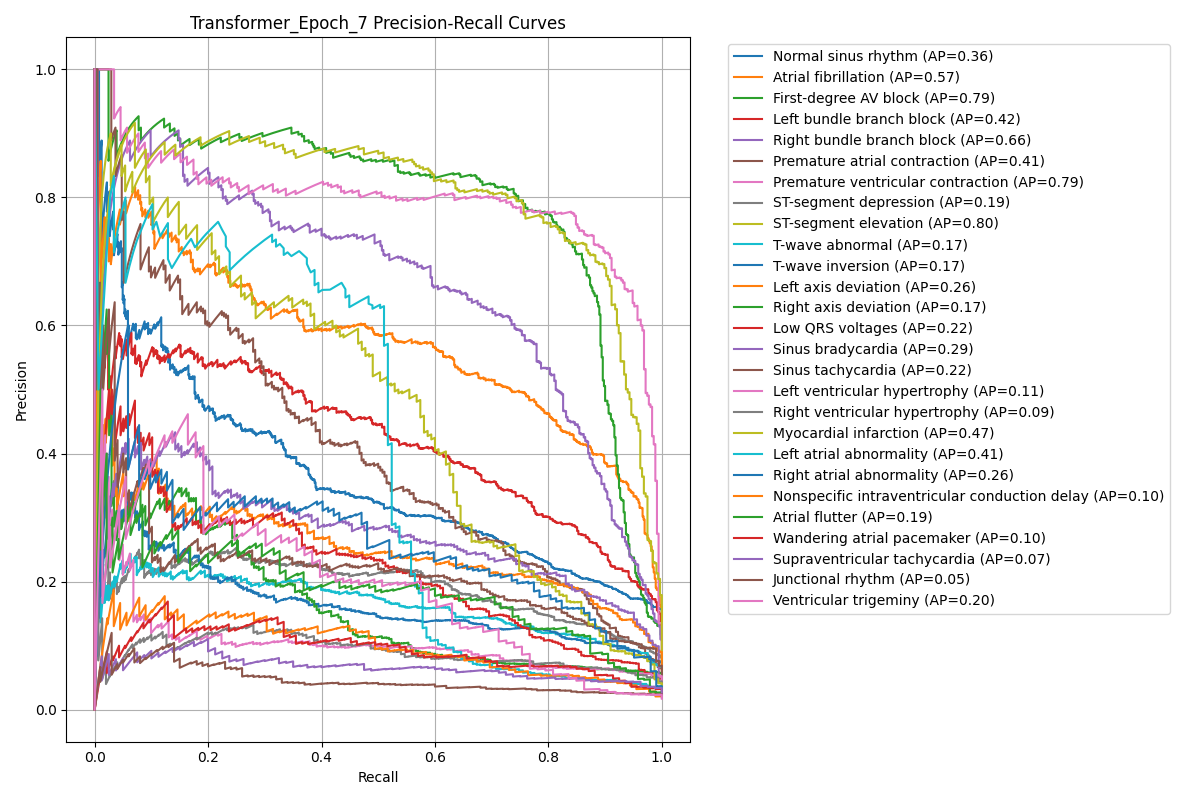 Transformer_Epoch_7 Precision-Recall Curves
1.0
0.8
0.6
0.4
0.2
0.0
Precision
0.0 0.2 0.4 0.6 0.8 1.0
Recall
Normal sinus rhythm (AP=0.36)
Atrial fibrillation (AP=0.57)
First-degree AV block (AP=0.79)
Left bundle branch block (AP=0.42)
Right bundle branch block (AP=0.66)
Premature atrial contraction (AP=0.41)
Premature ventricular contraction (AP=0.79)
ST-segment depression (AP=0.19)
ST-segment elevation (AP=0.80)
T-wave abnormal (AP=0.17)
T-wave inversion (AP=0.17)
Left axis deviation (AP=0.26)
Right axis deviation (AP=0.17)
Low QRS voltages (AP=0.22)
Sinus bradycardia (AP=0.29)
Sinus tachycardia (AP=0.22)
Left ventricular hypertrophy (AP=0.11)
Right ventricular hypertrophy (AP=0.09)
Myocardial infarction (AP=0.47)
Left atrial abnormality (AP=0.41)
Right atrial abnormality (AP=0.26)
Nonspecific intraventricular conduction delay (AP=0.10)
Atrial flutter (AP=0.19)
Wandering atrial pacemaker (AP=0.10)
Supraventricular tachycardia (AP=0.07)
Junctional rhythm (AP=0.05)
Ventricular trigeminy (AP=0.20)